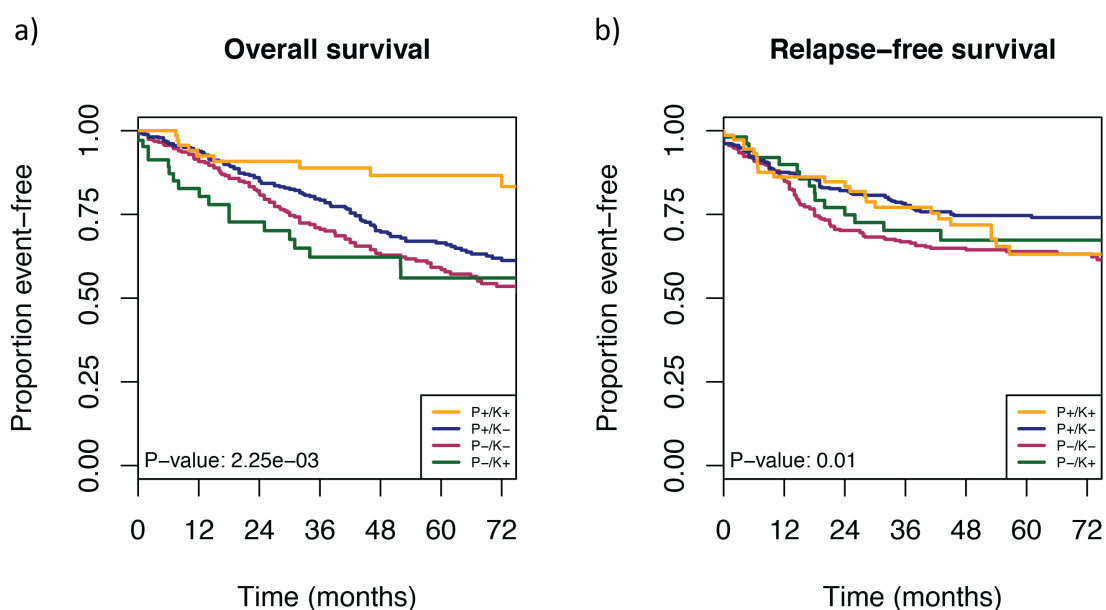 a)
Overall survival
Proportion event−free
1.00
0.75
0.50
0.25
0.00
P+/K+
P+/K−
P−/K−
P−/K+
P−value: 2.25e−03
0 12 24 36 48 60 72
Time (months)
b)
Relapse−free survival
Proportion event−free
1.00
0.75
0.50
0.25
0.00
P+/K+
P+/K−
P−/K−
P−/K+
P−value: 0.01
0 12 24 36 48 60 72
Time (months)